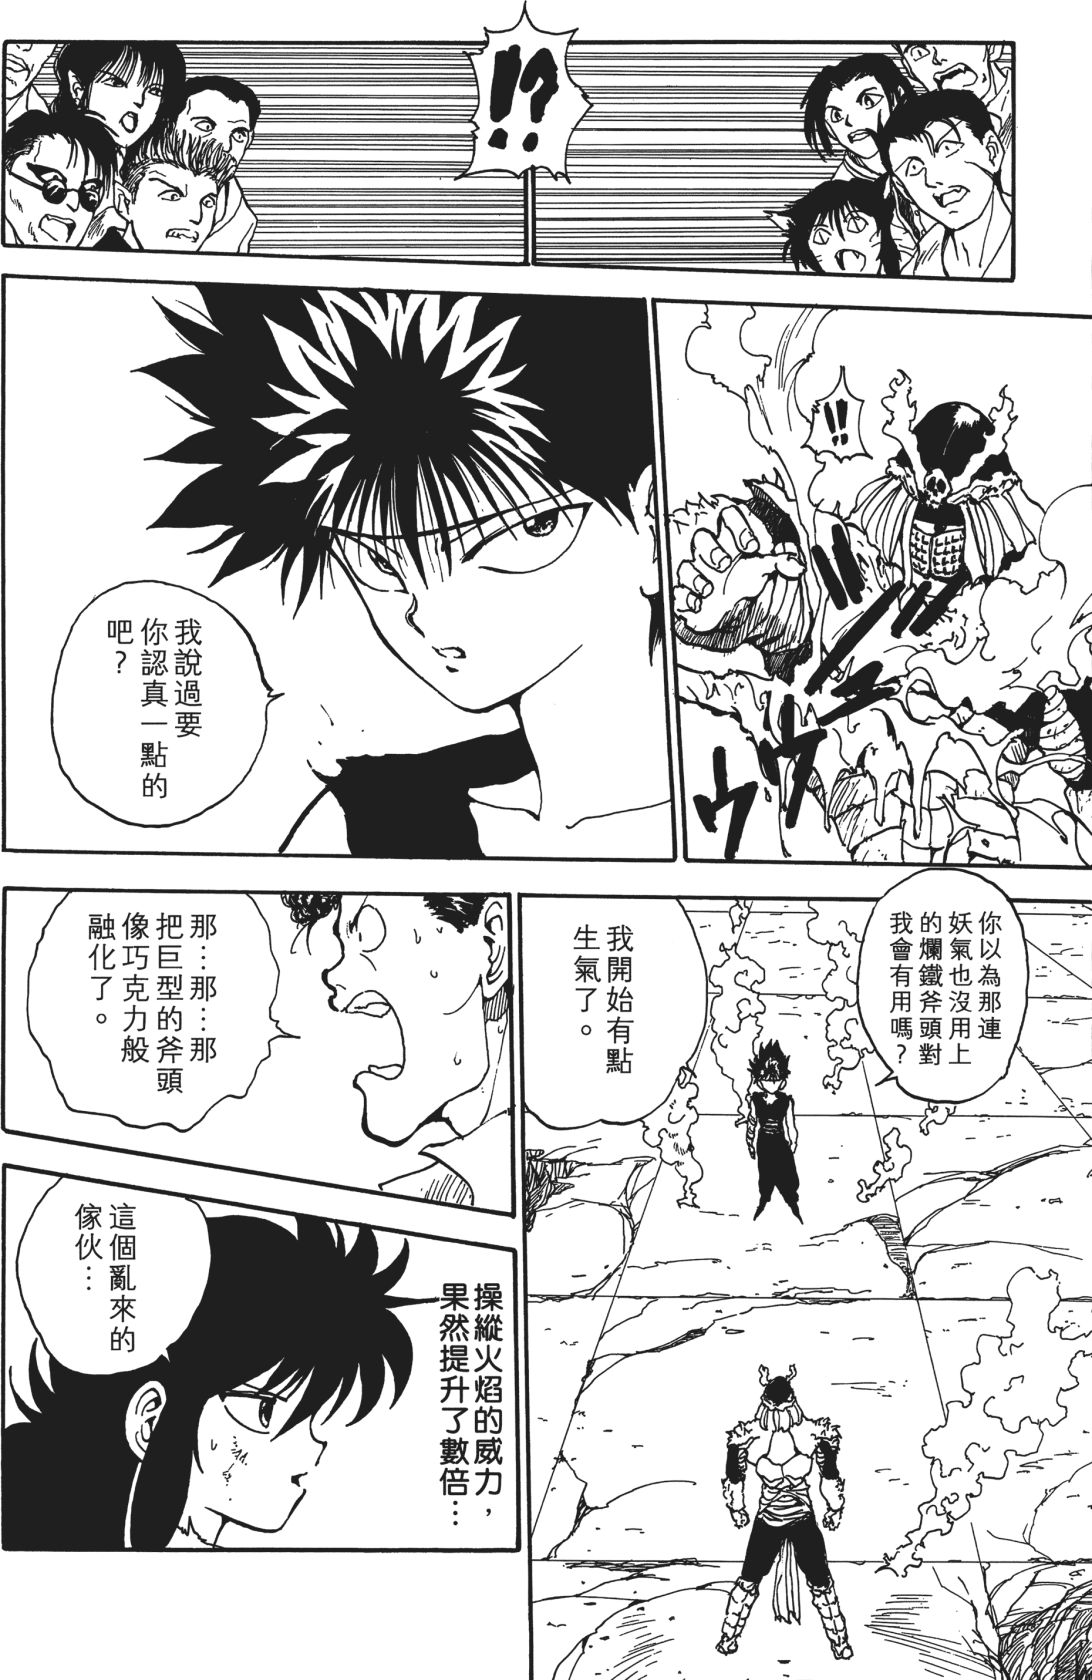 !?
!!
ウウ
我說過要
你認真一點的
吧？
你以為那連
妖氣也沒用上
的爛鐵斧頭對
我會有用嗎？
我開始有點
生氣了。
那…那…那
把巨型的斧頭
像巧克力般
融化了。
操縱火焰的威力，
果然提升了數倍…
這個亂來的
傢伙…